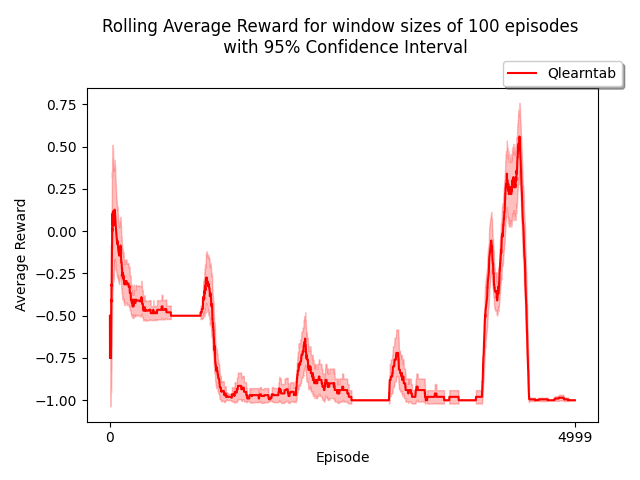 Rolling Average Reward for window sizes of 100 episodes
with 95% Confidence Interval
Qlearntab
0.75
0.50
0.25
0.00
−0.25
−0.50
−0.75
−1.00
Average Reward
0
4999
Episode